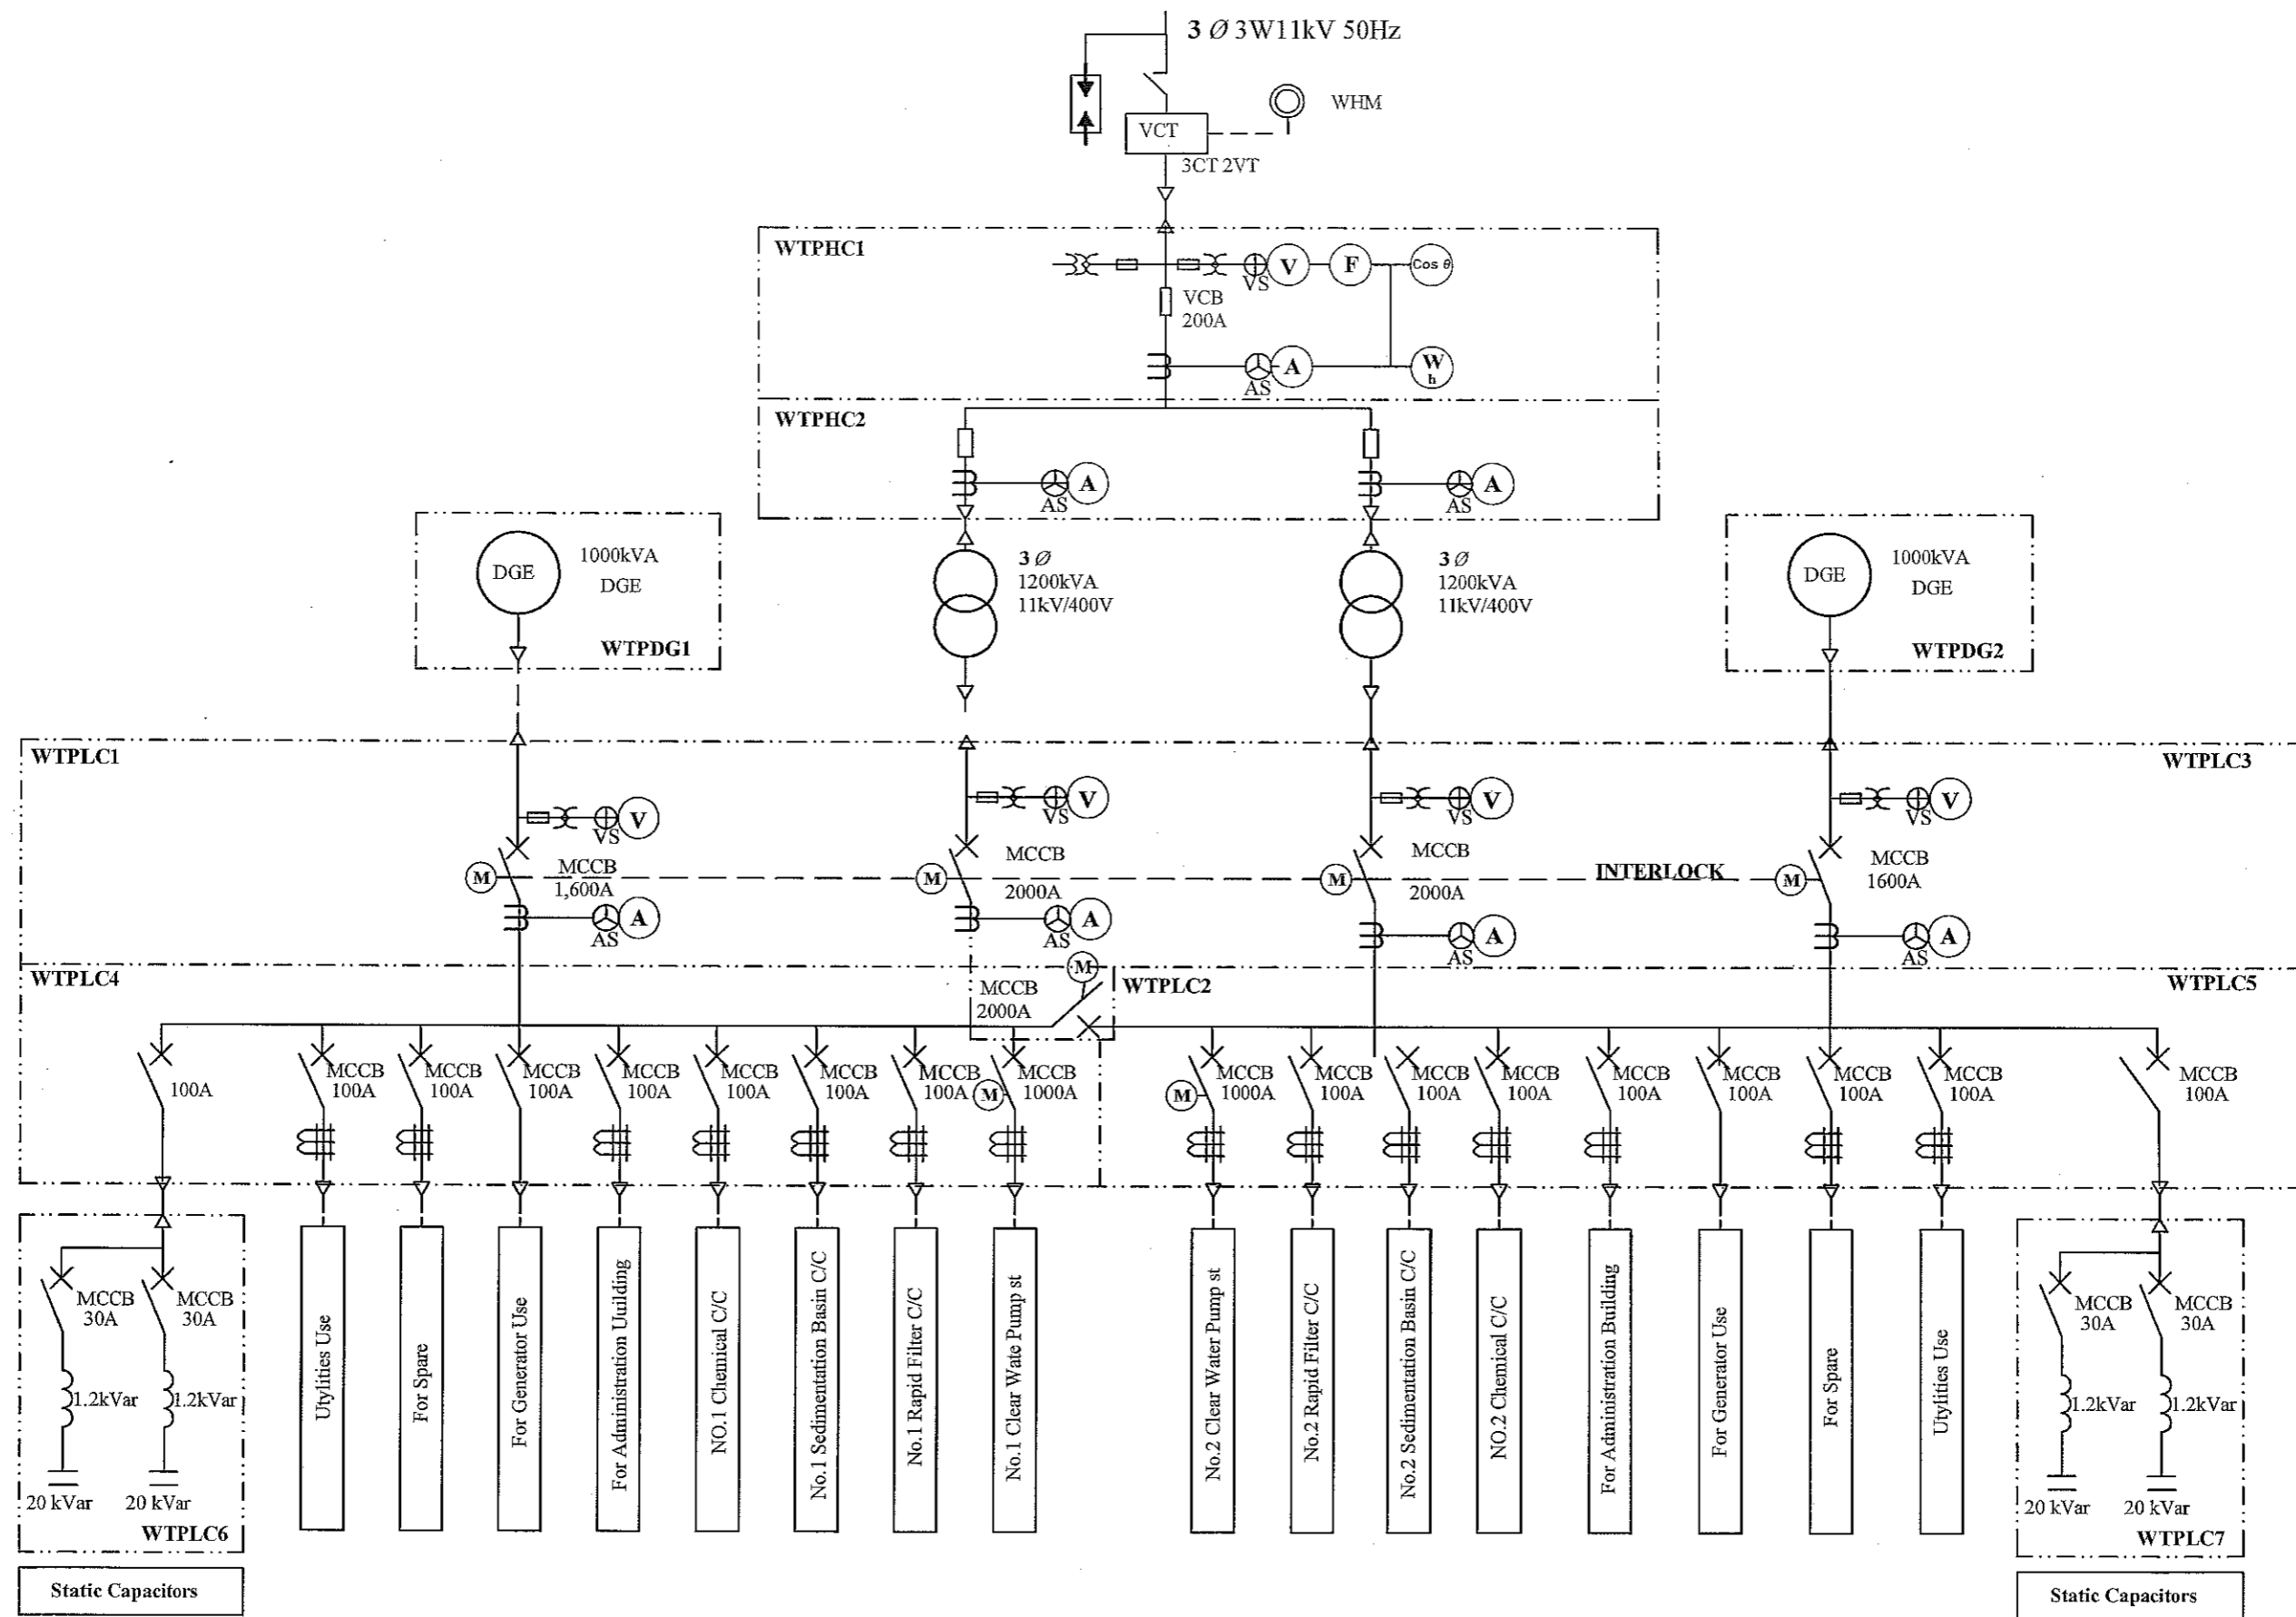 3 Ø 3W11kV 50Hz
WHM
VCT
3CT 2VT
WTPHC1
V
F
Cos θ
VS
VCB
200A
A
W
h
AS
WTPHC2
A
AS
A
AS
DGE
1000kVA
DGE
WTPDG1
3 Ø
1200kVA
11kV/400V
3 Ø
1200kVA
11kV/400V
DGE
1000kVA
DGE
WTPDG2
WTPLC1
WTPLC3
V
VS
V
VS
V
VS
V
VS
M
MCCB
1,600A
M
MCCB
2000A
M
MCCB
2000A
INTERLOCK
M
MCCB
1600A
A
AS
A
AS
A
AS
A
AS
WTPLC4
M
MCCB
2000A
WTPLC2
WTPLC5
100A
MCCB
100A
MCCB
100A
MCCB
100A
MCCB
100A
MCCB
100A
MCCB
100A
MCCB
100A
M
MCCB
1000A
M
MCCB
1000A
MCCB
100A
MCCB
100A
MCCB
100A
MCCB
100A
MCCB
100A
MCCB
100A
MCCB
100A
MCCB
100A
MCCB
30A
MCCB
30A
1.2kVar
1.2kVar
20 kVar
20 kVar
WTPLC6
Static Capacitors
Utylities Use
For Spare
For Generator Use
For Administration Uuilding
NO.1 Chemical C/C
No.1 Sedimentation Basin C/C
No.1 Rapid Filter C/C
No.1 Clear Wate Pump st
No.2 Clear Water Pump st
No.2 Rapid Filter C/C
No.2 Sedimentation Basin C/C
NO.2 Chemical C/C
For Administration Building
For Generator Use
For Spare
Utylities Use
MCCB
30A
MCCB
30A
1.2kVar
1.2kVar
20 kVar
20 kVar
WTPLC7
Static Capacitors